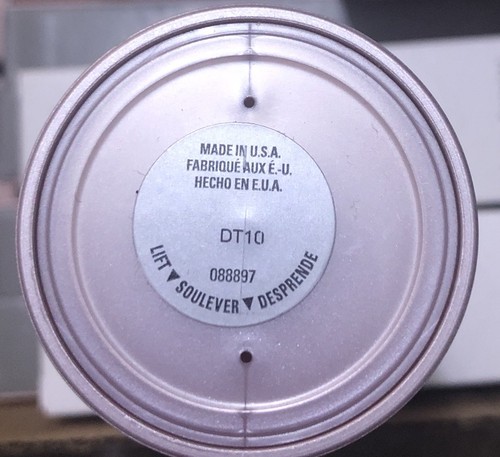 MADE IN U.S.A.
FABRIQUÉ AUX É.-U.
HECHO EN E.U.A.
DT10
088897
LIFT▼SOULEVER▼DESPRENDE